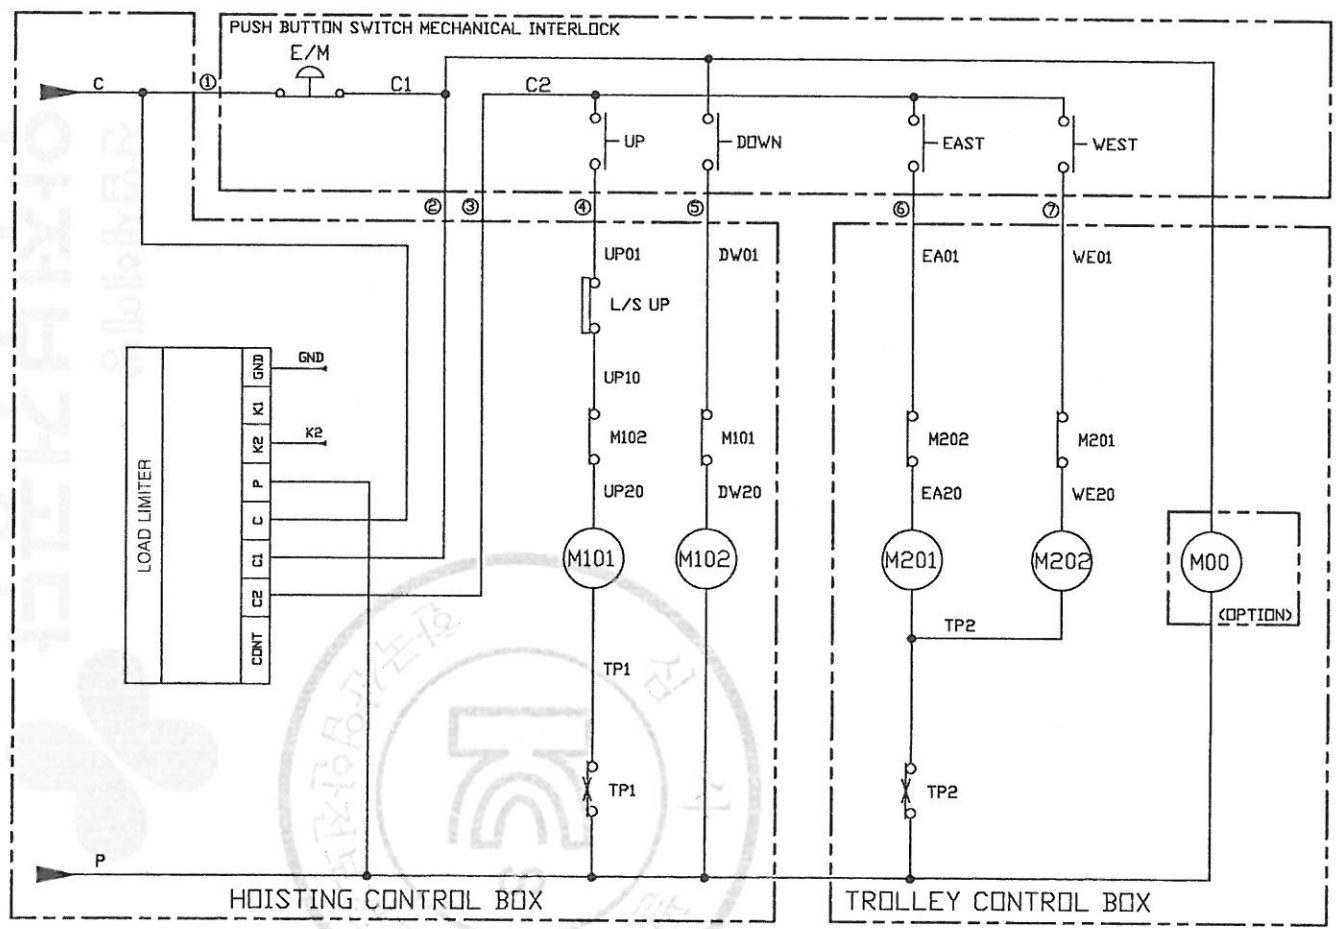 PUSH BUTTON SWITCH MECHANICAL INTERLOCK
E/M
C
①
C1
C2
UP
DOWN
EAST
WEST
②
③
④
⑤
⑥
⑦
UP01
DW01
EA01
WE01
L/S UP
GND
GND
K1
K2
K2
P
C
C1
C2
CONT
LOAD LIMITER
UP10
M102
M101
M202
M201
UP20
DW20
EA20
WE20
M101
M102
M201
M202
M00
(OPTION)
TP2
TP1
TP1
TP2
P
HOISTING CONTROL BOX
TROLLEY CONTROL BOX
KCs